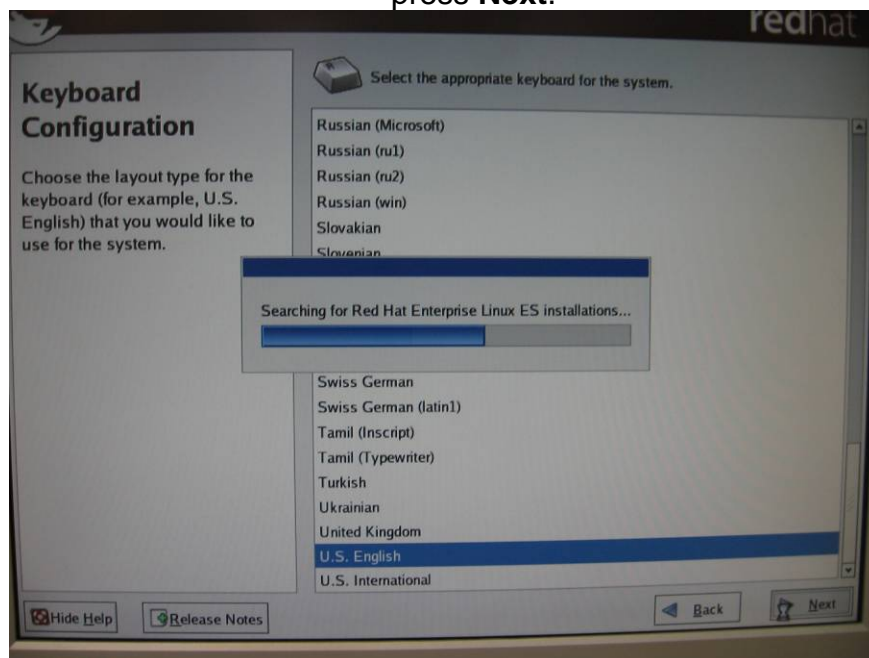 press Next.
redhat
Keyboard
Configuration
Choose the layout type for the
keyboard (for example, U.S.
English) that you would like to
use for the system.
Select the appropriate keyboard for the system.
Russian (Microsoft)
Russian (ru1)
Russian (ru2)
Russian (win)
Slovakian
Slovenian
Searching for Red Hat Enterprise Linux ES installations...
Swiss German
Swiss German (latin1)
Tamil (Inscript)
Tamil (Typewriter)
Turkish
Ukrainian
United Kingdom
U.S. English
U.S. International
Hide Help
Release Notes
Back
Next